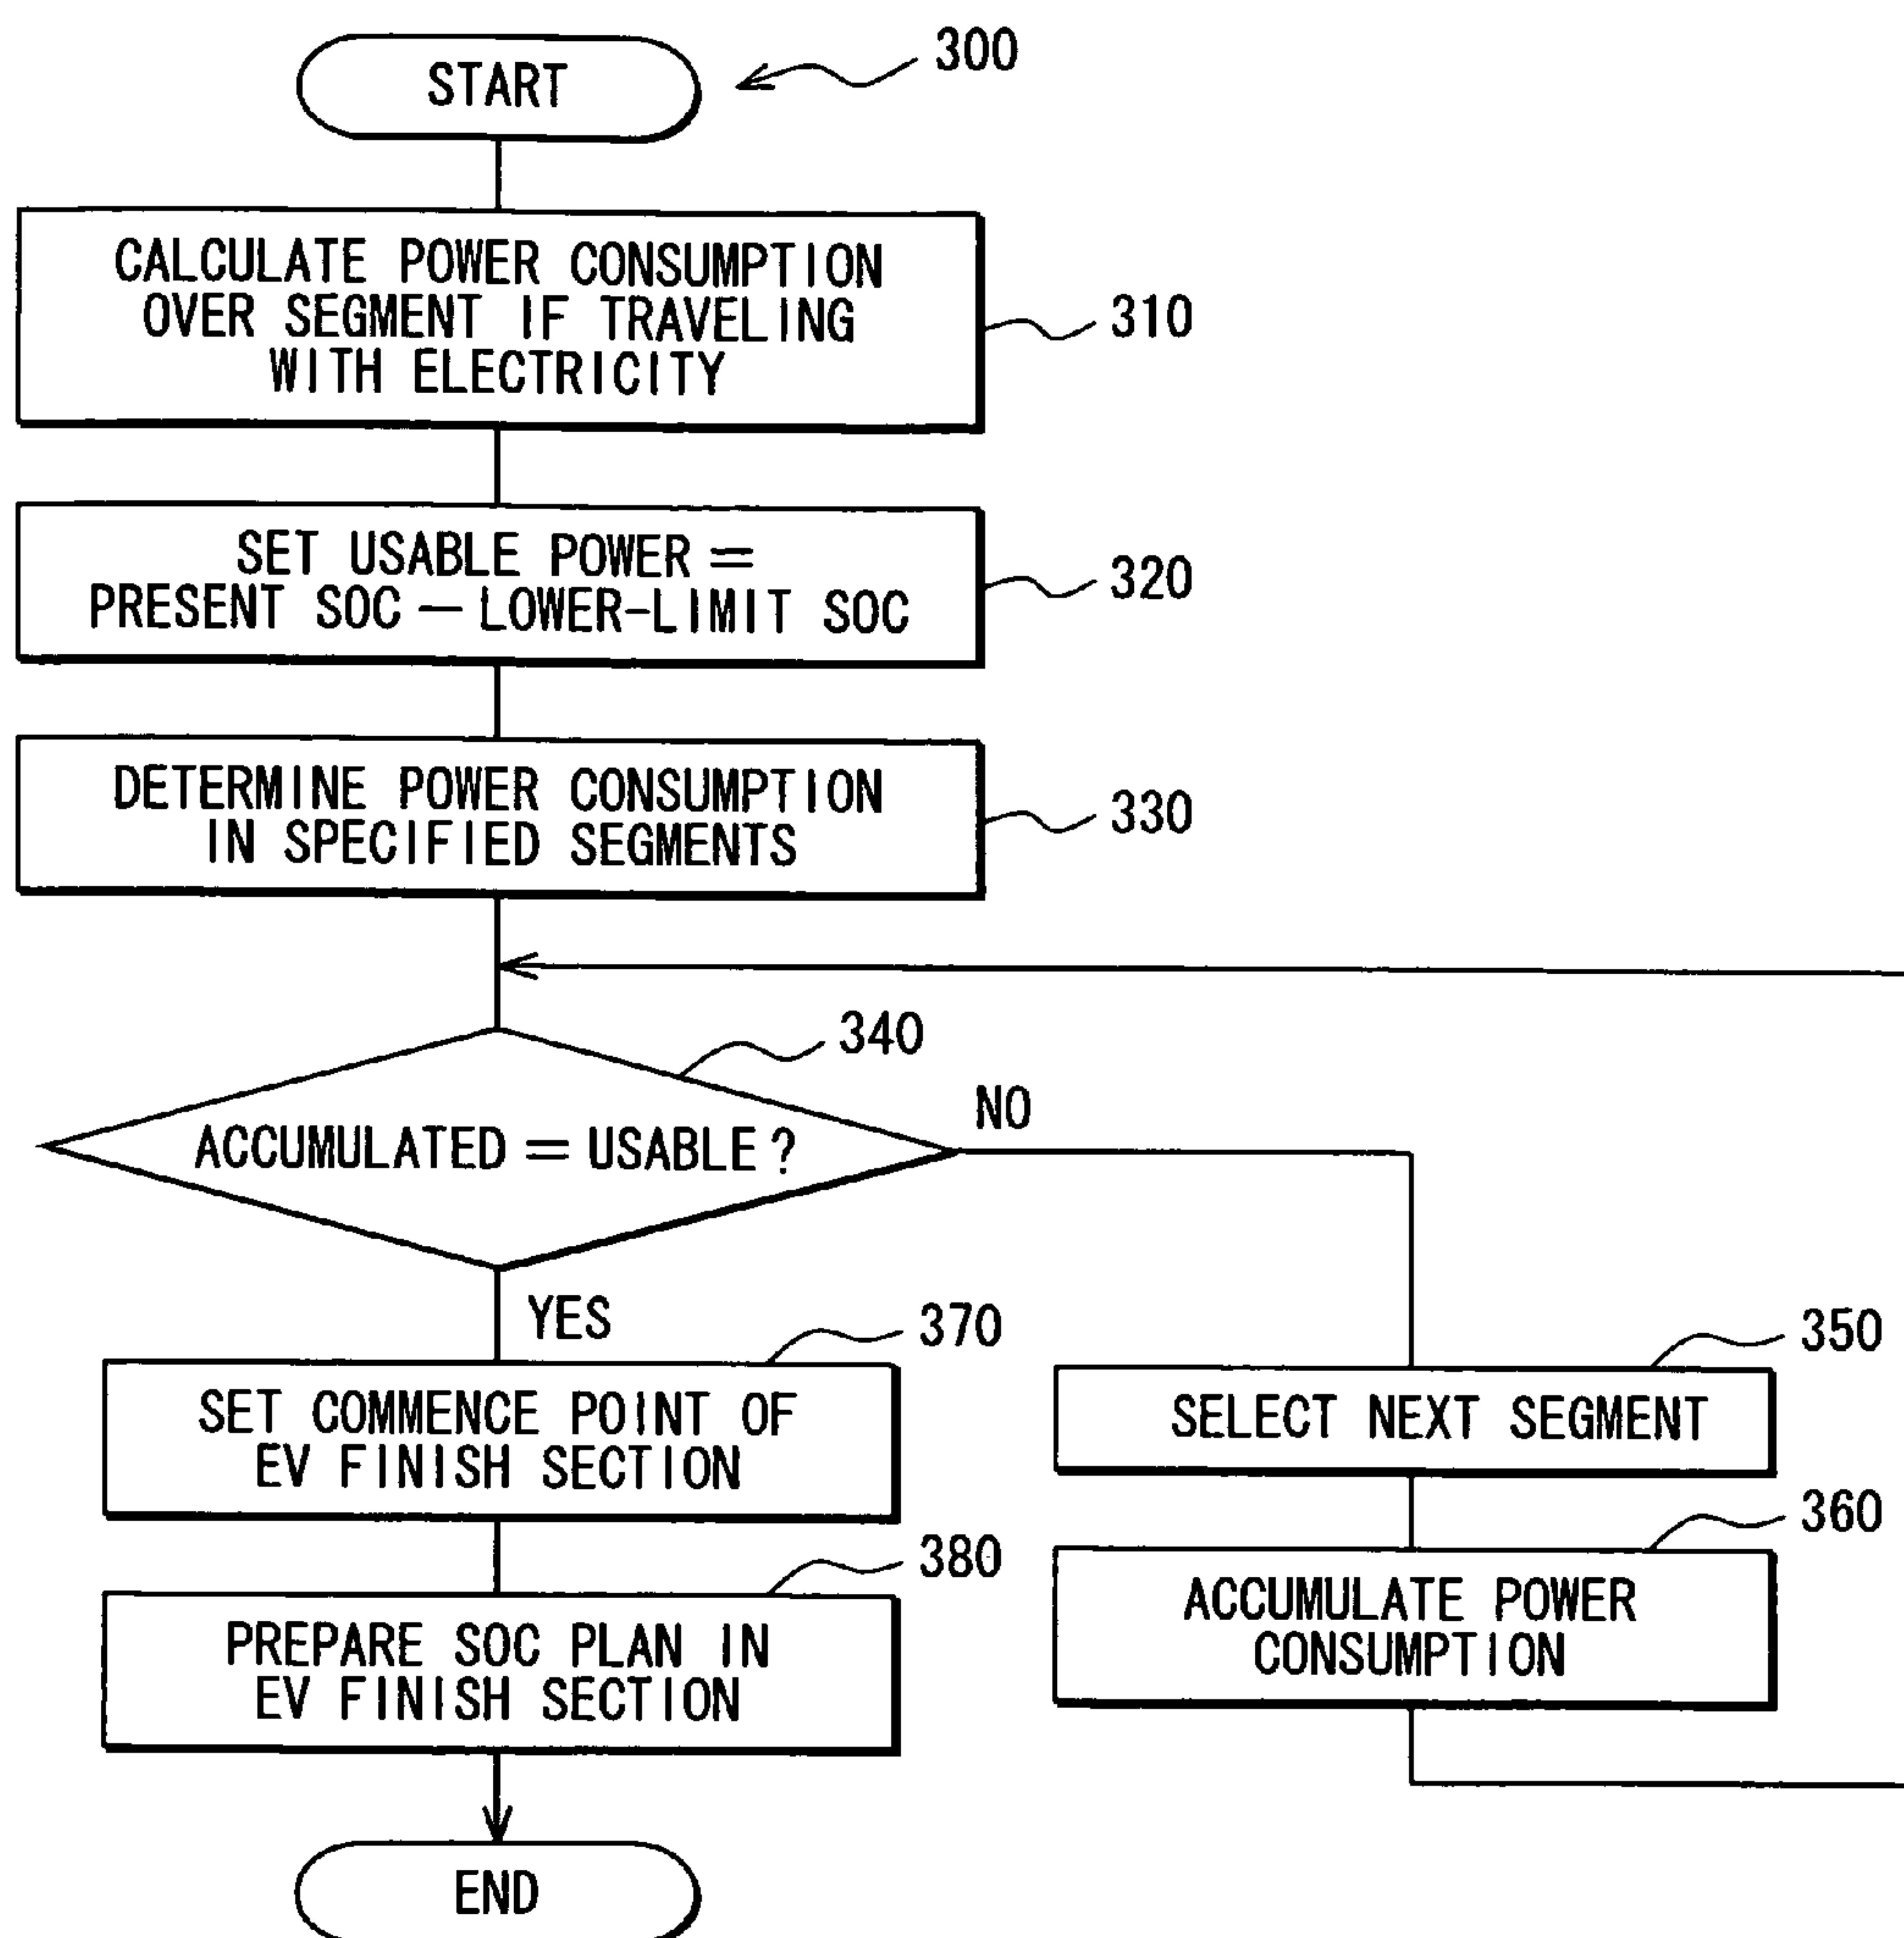 START
300
CALCULATE POWER CONSUMPTION
OVER SEGMENT IF TRAVELING
WITH ELECTRICITY
310
SET USABLE POWER =
PRESENT SOC — LOWER-LIMIT SOC
320
DETERMINE POWER CONSUMPTION
IN SPECIFIED SEGMENTS
330
340
ACCUMULATED = USABLE?
NO
YES
370
SET COMMENCE POINT OF
EV FINISH SECTION
350
SELECT NEXT SEGMENT
380
PREPARE SOC PLAN IN
EV FINISH SECTION
360
ACCUMULATE POWER
CONSUMPTION
END